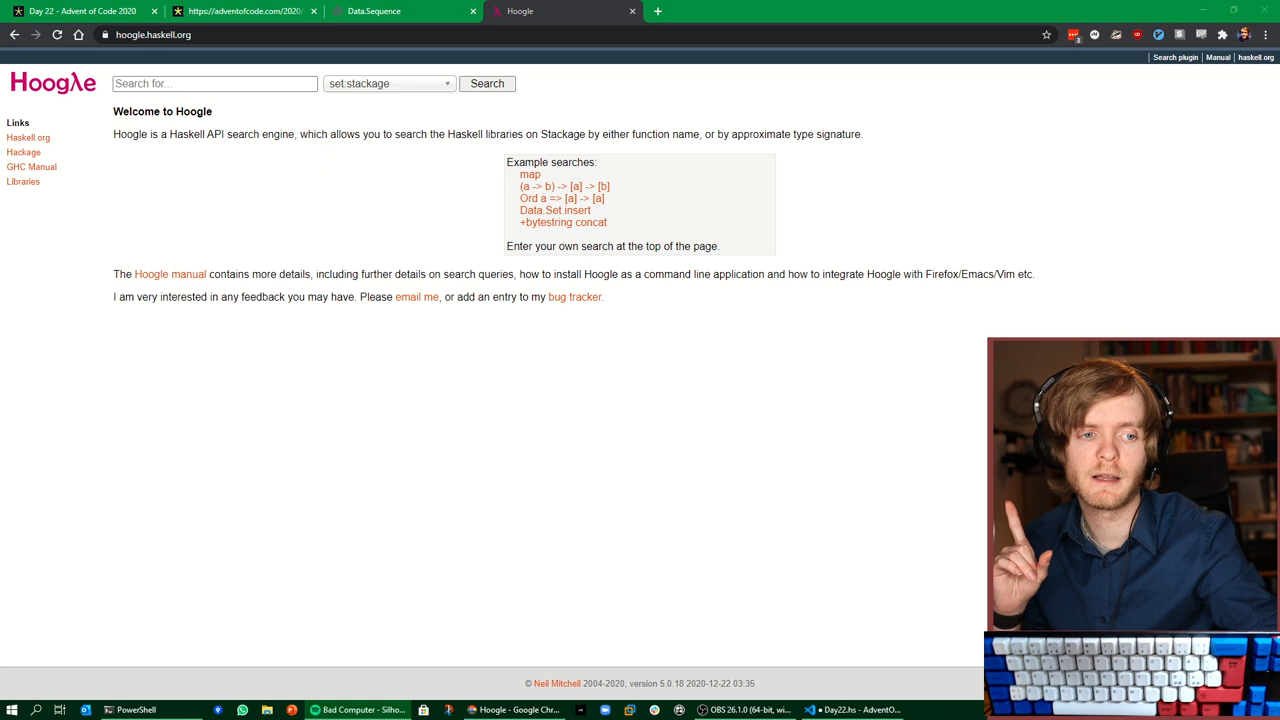 Day 22 - Advent of Code 2020
https://adventofcode.com/2020/
Data.Sequence
Hoogle
hoogle.haskell.org
3
Search plugin | Manual | haskell.org
Hoogλe
Search for...
set:stackage
Search
Links
Haskell.org
Hackage
GHC Manual
Libraries
Welcome to Hoogle
Hoogle is a Haskell API search engine, which allows you to search the Haskell libraries on Stackage by either function name, or by approximate type signature.
Example searches:
map
(a -> b) -> [a] -> [b]
Ord a => [a] -> [a]
Data.Set.insert
+bytestring concat
Enter your own search at the top of the page.
The Hoogle manual contains more details, including further details on search queries, how to install Hoogle as a command line application and how to integrate Hoogle with Firefox/Emacs/Vim etc.
I am very interested in any feedback you may have. Please email me, or add an entry to my bug tracker.
© Neil Mitchell 2004-2020, version 5.0.18 2020-12-22 03:35
PowerShell
Bad Computer - Silho...
Hoogle - Google Chr...
OBS 26.1.0 (64-bit, wi...
Day22.hs - AdventO...